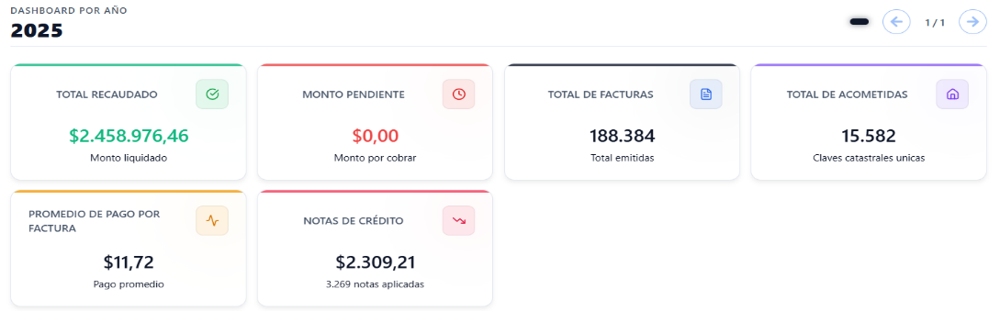 DASHBOARD POR AÑO
2025
1 / 1
TOTAL RECAUDADO
$2.458.976,46
Monto liquidado
MONTO PENDIENTE
$0,00
Monto por cobrar
TOTAL DE FACTURAS
188.384
Total emitidas
TOTAL DE ACOMETIDAS
15.582
Claves catastrales unicas
PROMEDIO DE PAGO POR
FACTURA
$11,72
Pago promedio
NOTAS DE CRÉDITO
$2.309,21
3.269 notas aplicadas